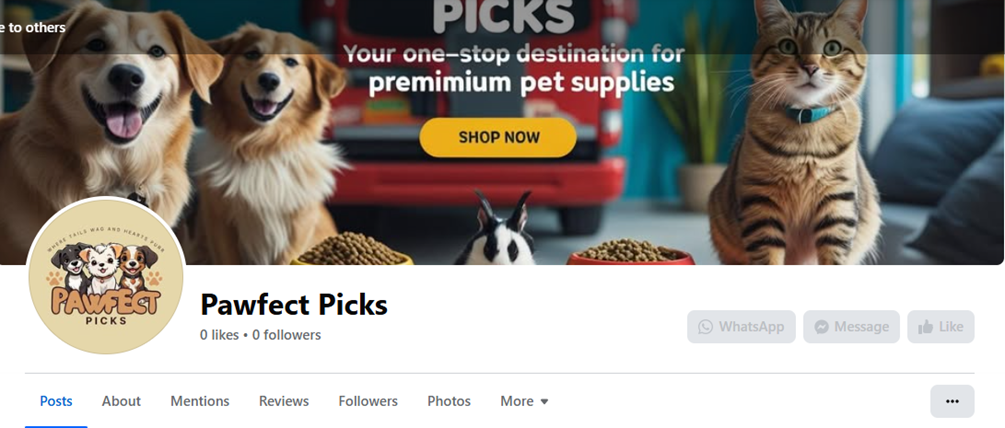 e to others
PICKS
Your one-stop destination for
premimium pet supplies
SHOP NOW
WHERE TAILS WAG AND HEARTS PURR
PAWFECT
PICKS
Pawfect Picks
0 likes • 0 followers
WhatsApp
Message
Like
Posts
About
Mentions
Reviews
Followers
Photos
More